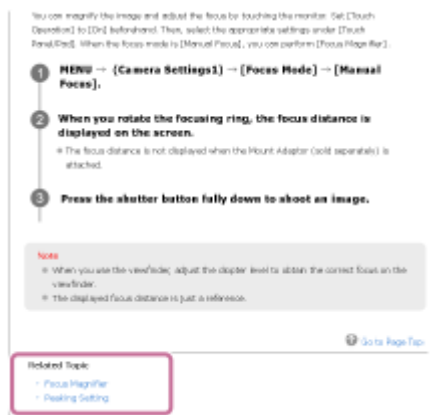 You can magnify the image and adjust the focus by touching the monitor. Set [Touch
Operation] to [On] beforehand. Then, select the appropriate settings under [Touch
Panel/Pad]. When the focus mode is [Manual Focus], you can perform [Focus Magnifier].
1 MENU → (Camera Settings1) → [Focus Mode] → [Manual
Focus].
2 When you rotate the focusing ring, the focus distance is
displayed on the screen.
The focus distance is not displayed when the Mount Adaptor (sold separately) is
attached.
3 Press the shutter button fully down to shoot an image.
Note
When you use the viewfinder, adjust the diopter level to obtain the correct focus on the
viewfinder.
The displayed focus distance is just a reference.
Go to Page Top
Related Topic
Focus Magnifier
Peaking Setting